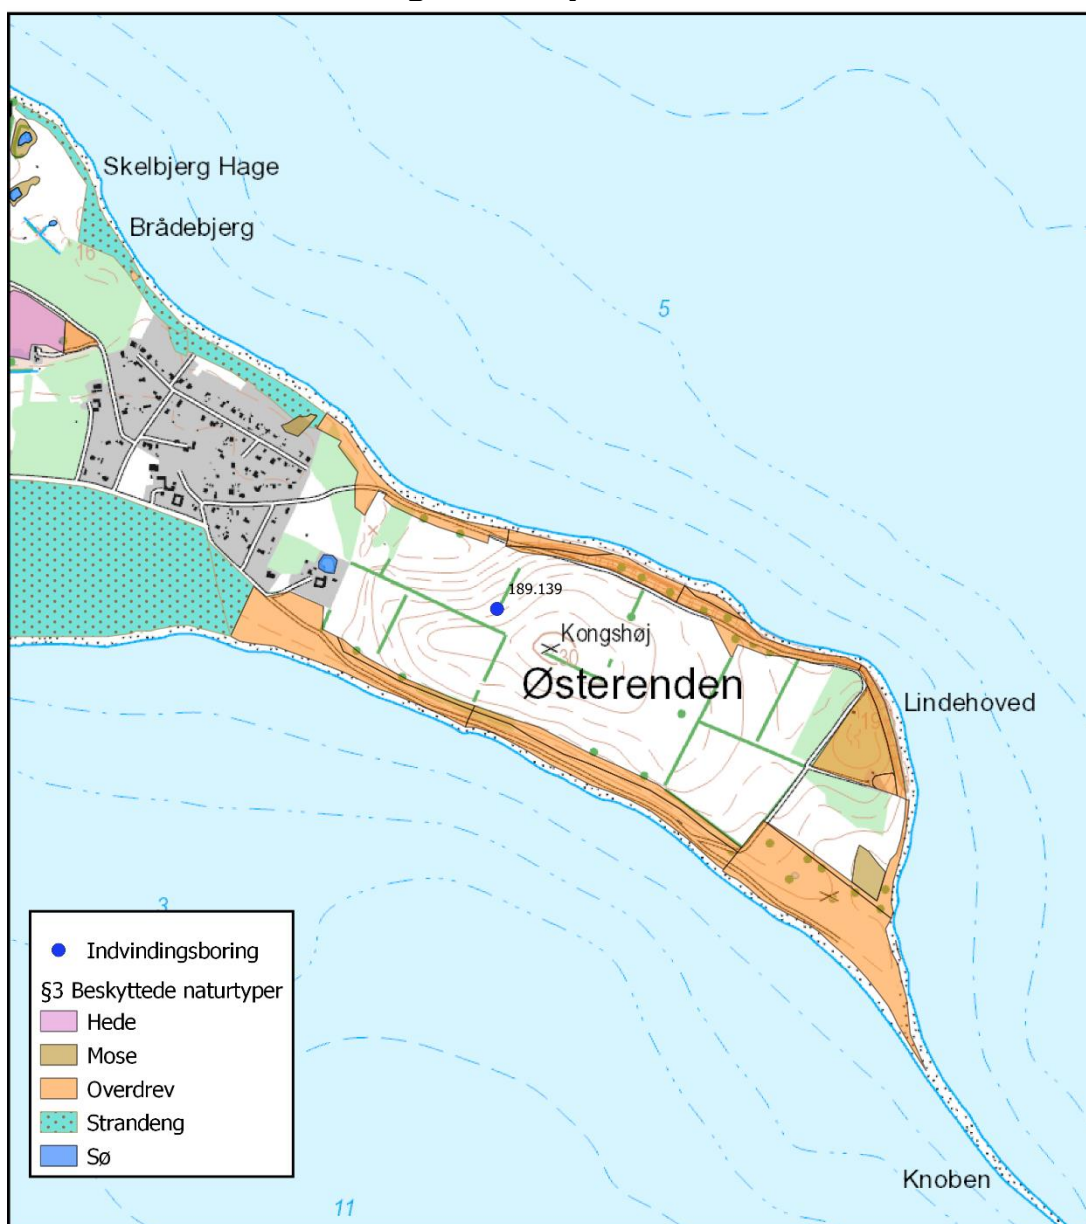 Skelbjerg Hage
Brådebjerg
16
5
189.139
Kongshøj
30
Østerenden
Lindehoved
19
3
Indvindingsboring
§3 Beskyttede naturtyper
Hede
Mose
Overdrev
Strandeng
Sø
Knoben
11